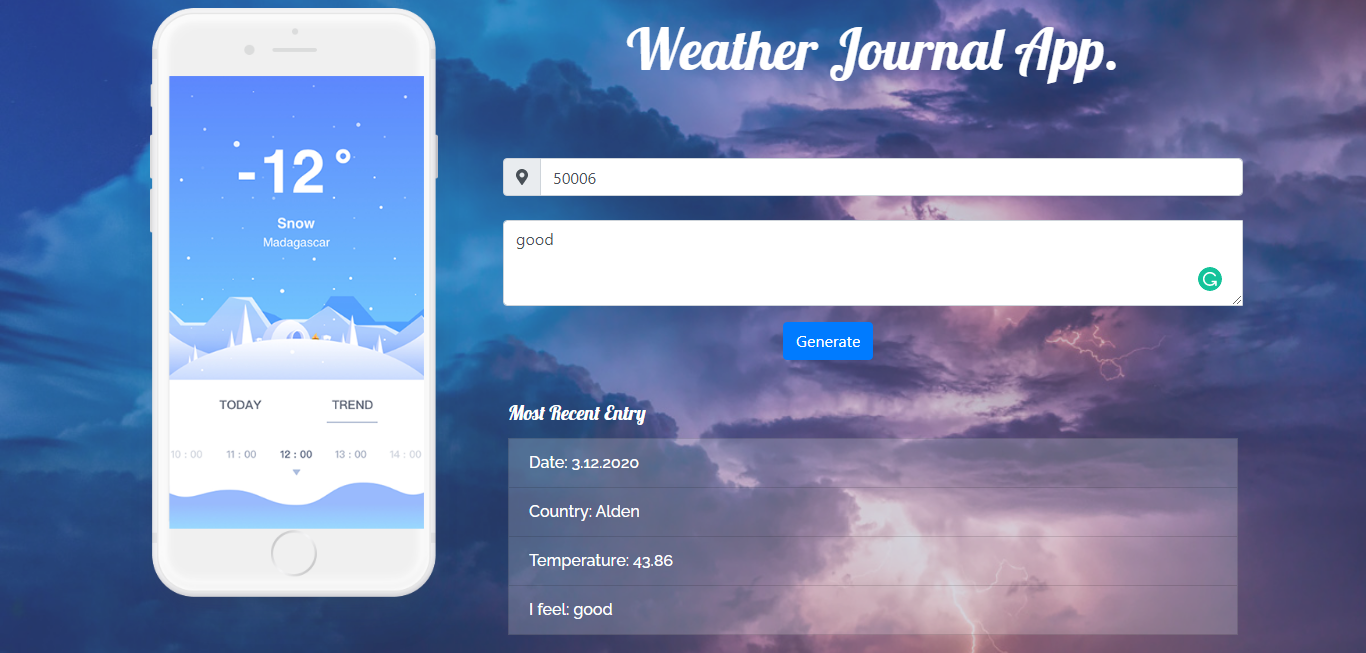 Weather Journal App.
50006
good
Generate
Most Recent Entry
Date: 3.12.2020
Country: Alden
Temperature: 43.86
I feel: good
-12°
Snow
Madagascar
TODAY TREND
10 : 00 11 : 00 12 : 00 13 : 00 14 : 00